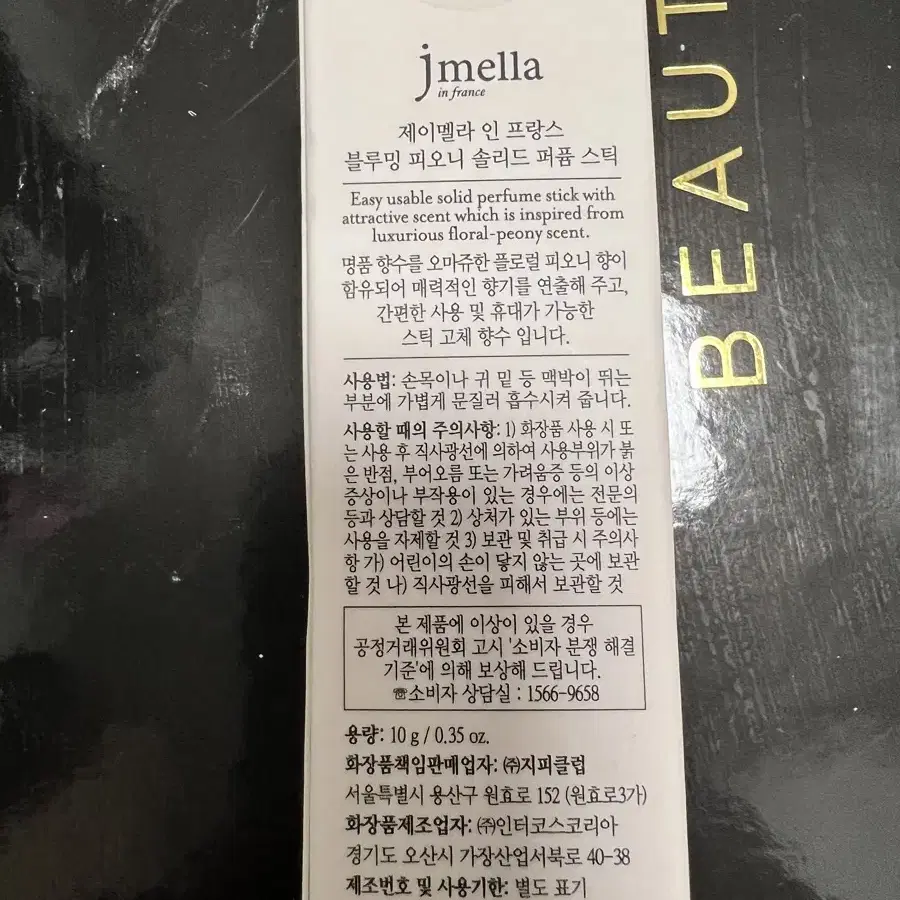 jmella
in france
제이멜라 인 프랑스
블루밍 피오니 솔리드 퍼퓸 스틱
Easy usable solid perfume stick with
attractive scent which is inspired from
luxurious floral-peony scent.
명품 향수를 오마쥬한 플로럴 피오니 향이
함유되어 매력적인 향기를 연출해 주고,
간편한 사용 및 휴대가 가능한
스틱 고체 향수 입니다.
사용법: 손목이나 귀 밑 등 맥박이 뛰는
부분에 가볍게 문질러 흡수시켜 줍니다.
사용할 때의 주의사항: 1) 화장품 사용 시 또
는 사용 후 직사광선에 의하여 사용부위가 붉
은 반점, 부어오름 또는 가려움증 등의 이상
증상이나 부작용이 있는 경우에는 전문의
등과 상담할 것 2) 상처가 있는 부위 등에는
사용을 자제할 것 3) 보관 및 취급 시 주의사
항 가) 어린이의 손이 닿지 않는 곳에 보관
할 것 나) 직사광선을 피해서 보관할 것
본 제품에 이상이 있을 경우
공정거래위원회 고시 '소비자 분쟁 해결
기준'에 의해 보상해 드립니다.
☏소비자 상담실 : 1566-9658
용량: 10 g / 0.35 oz.
화장품책임판매업자: ㈜지피클럽
서울특별시 용산구 원효로 152 (원효로3가)
화장품제조업자: ㈜인터코스코리아
경기도 오산시 가장산업서북로 40-38
제조번호 및 사용기한: 별도 표기
BEAUT